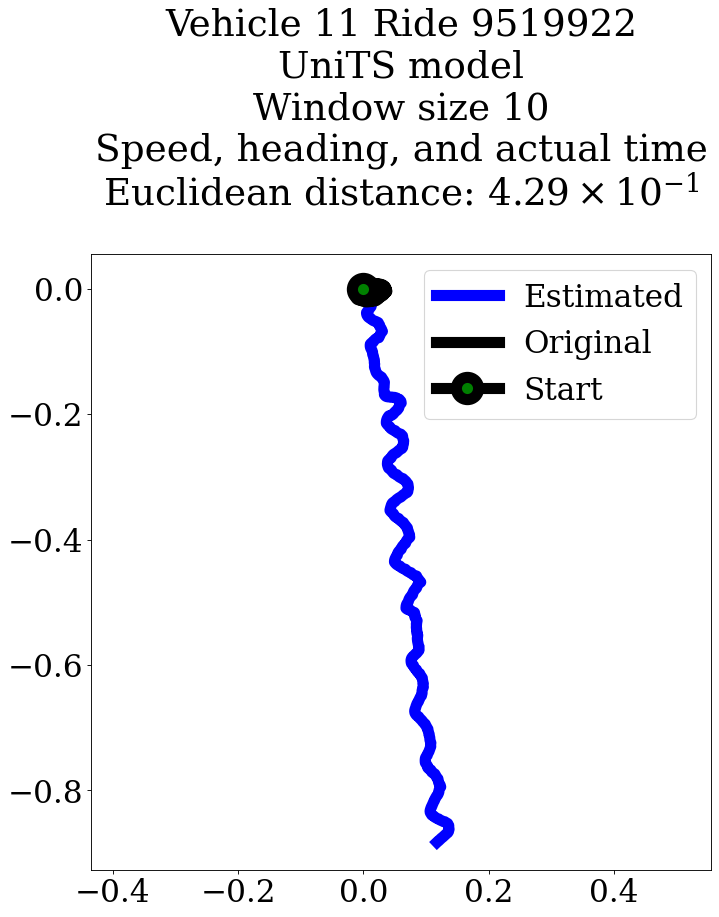 Vehicle 11 Ride 9519922
UniTS model
Window size 10
Speed, heading, and actual time
Euclidean distance: 4.29 × 10⁻¹
Estimated
Original
Start
0.0
−0.2
−0.4
−0.6
−0.8
−0.4
−0.2
0.0
0.2
0.4